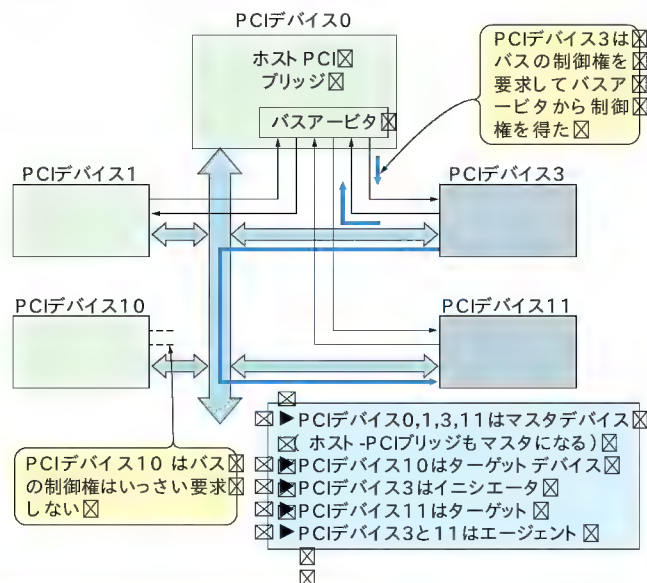 PCIデバイス0
ホスト PCI
ブリッジ
バスアービタ
PCIデバイス3は
バスの制御権を
要求してバスア
ービタから制御
権を得た
PCIデバイス1
PCIデバイス3
PCIデバイス10
PCIデバイス11
PCIデバイス10 はバス
の制御権はいっさい要求
しない
▶PCIデバイス0,1,3,11はマスタデバイス
( ホスト-PCIブリッジもマスタになる)
▶PCIデバイス10はターゲットデバイス
▶PCIデバイス3はイニシエータ
▶PCIデバイス11はターゲット
▶PCIデバイス3と11はエージェント